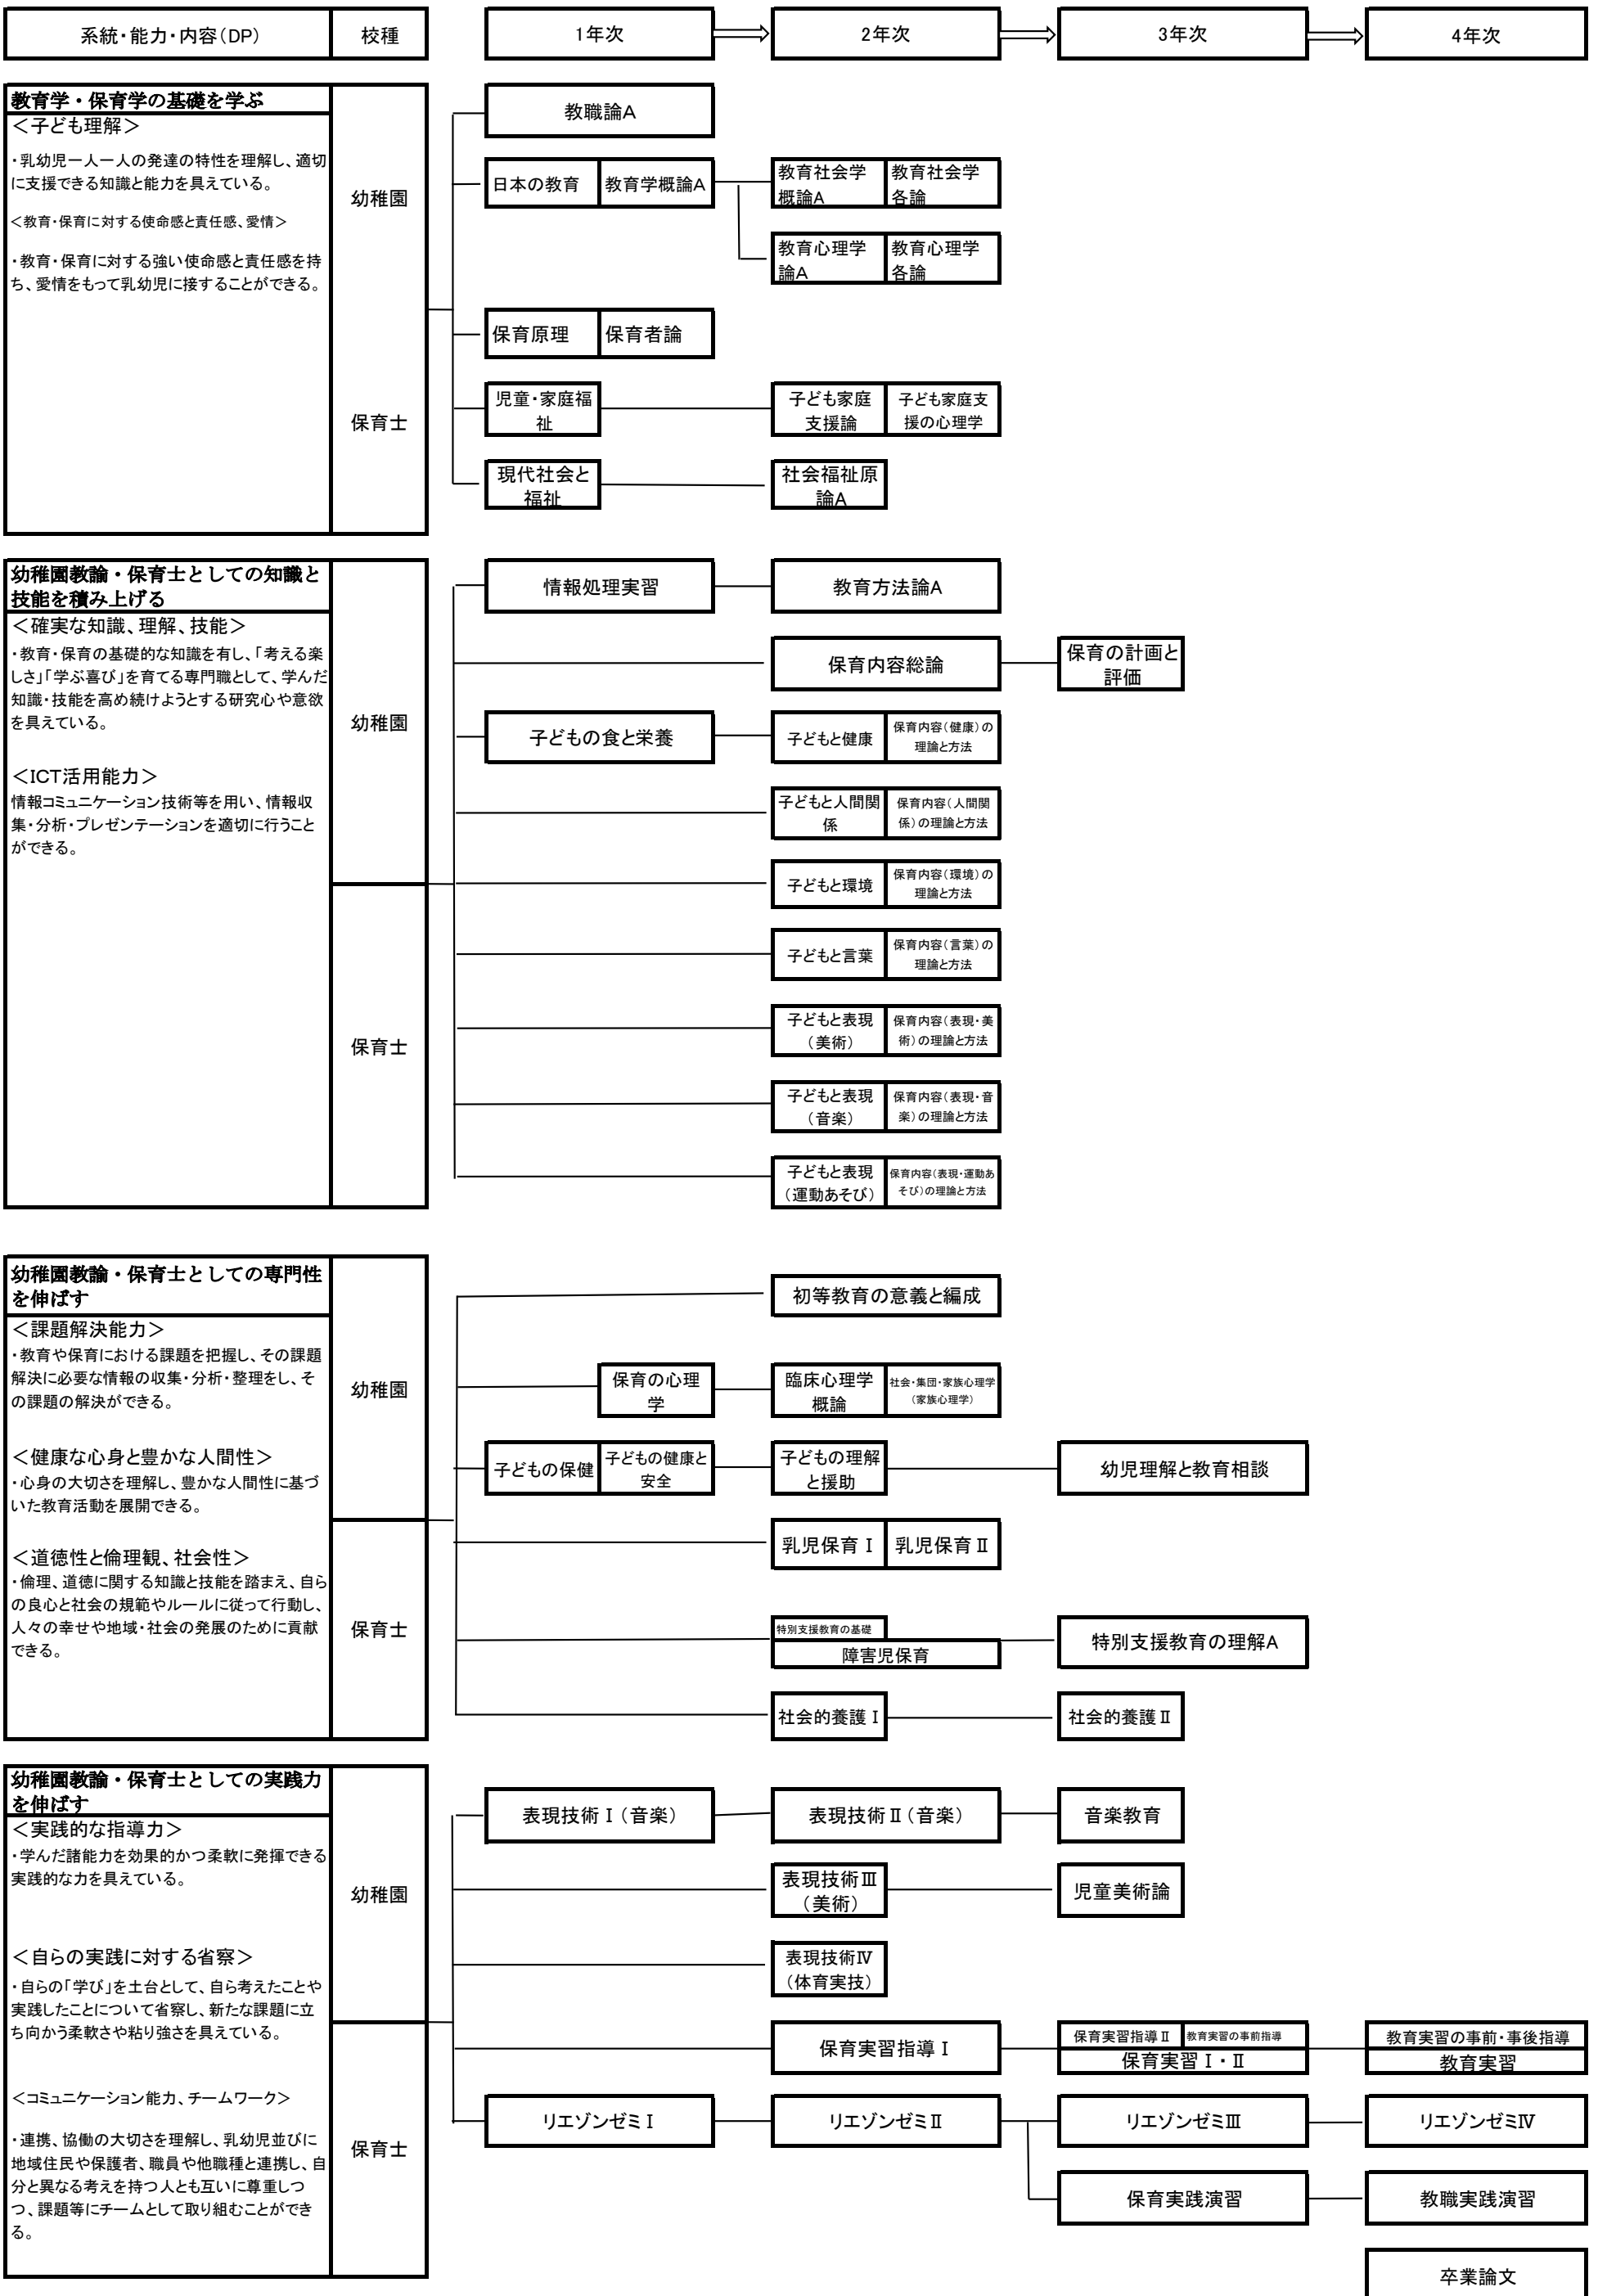 系統・能力・内容（DP）
校種
1年次
2年次
3年次
4年次
教育学・保育学の基礎を学ぶ
＜子ども理解＞
・乳幼児一人一人の発達の特性を理解し、適切
に支援できる知識と能力を具えている。
＜教育・保育に対する使命感と責任感、愛情＞
・教育・保育に対する強い使命感と責任感を持
ち、愛情をもって乳幼児に接することができる。
幼稚園
保育士
教職論A
日本の教育
教育学概論A
教育社会学
概論A
教育社会学
各論
教育心理学
論A
教育心理学
各論
保育原理
保育者論
児童・家庭福
祉
子ども家庭
支援論
子ども家庭支
援の心理学
現代社会と
福祉
社会福祉原
論A
幼稚園教諭・保育士としての知識と
技能を積み上げる
＜確実な知識、理解、技能＞
・教育・保育の基礎的な知識を有し、「考える楽
しさ」「学ぶ喜び」を育てる専門職として、学んだ
知識・技能を高め続けようとする研究心や意欲
を具えている。
＜ICT活用能力＞
情報コミュニケーション技術等を用い、情報収
集・分析・プレゼンテーションを適切に行うこと
ができる。
幼稚園
保育士
情報処理実習
教育方法論A
保育内容総論
保育の計画と
評価
子どもの食と栄養
子どもと健康
保育内容（健康）の
理論と方法
子どもと人間関
係
保育内容（人間関
係）の理論と方法
子どもと環境
保育内容（環境）の
理論と方法
子どもと言葉
保育内容（言葉）の
理論と方法
子どもと表現
（美術）
保育内容（表現・美
術）の理論と方法
子どもと表現
（音楽）
保育内容（表現・音
楽）の理論と方法
子どもと表現
（運動あそび）
保育内容（表現・運動あ
そび）の理論と方法
幼稚園教諭・保育士としての専門性
を伸ばす
＜課題解決能力＞
・教育や保育における課題を把握し、その課題
解決に必要な情報の収集・分析・整理をし、そ
の課題の解決ができる。
＜健康な心身と豊かな人間性＞
・心身の大切さを理解し、豊かな人間性に基づ
いた教育活動を展開できる。
＜道徳性と倫理観、社会性＞
・倫理、道徳に関する知識と技能を踏まえ、自ら
の良心と社会の規範やルールに従って行動し、
人々の幸せや地域・社会の発展のために貢献
できる。
幼稚園
保育士
初等教育の意義と編成
保育の心理
学
臨床心理学
概論
社会・集団・家族心理学
（家族心理学）
子どもの保健
子どもの健康と
安全
子どもの理解
と援助
幼児理解と教育相談
乳児保育Ⅰ
乳児保育Ⅱ
特別支援教育の基礎
障害児保育
特別支援教育の理解A
社会的養護Ⅰ
社会的養護Ⅱ
幼稚園教諭・保育士としての実践力
を伸ばす
＜実践的な指導力＞
・学んだ諸能力を効果的かつ柔軟に発揮できる
実践的な力を具えている。
＜自らの実践に対する省察＞
・自らの「学び」を土台として、自ら考えたことや
実践したことについて省察し、新たな課題に立
ち向かう柔軟さや粘り強さを具えている。
＜コミュニケーション能力、チームワーク＞
・連携、協働の大切さを理解し、乳幼児並びに
地域住民や保護者、職員や他職種と連携し、自
分と異なる考えを持つ人とも互いに尊重しつ
つ、課題等にチームとして取り組むことができ
る。
幼稚園
保育士
表現技術Ⅰ（音楽）
表現技術Ⅱ（音楽）
音楽教育
表現技術Ⅲ
（美術）
児童美術論
表現技術Ⅳ
（体育実技）
保育実習指導Ⅰ
保育実習指導Ⅱ
教育実習の事前指導
保育実習Ⅰ・Ⅱ
教育実習の事前・事後指導
教育実習
リエゾンゼミⅠ
リエゾンゼミⅡ
リエゾンゼミⅢ
リエゾンゼミⅣ
保育実践演習
教職実践演習
卒業論文